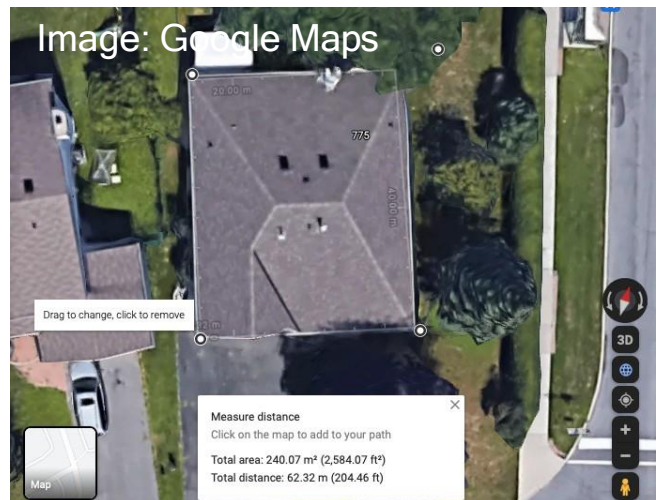 Image: Google Maps
20.00 m
775
40.00 m
Drag to change, click to remove
Measure distance
Click on the map to add to your path
Total area: 240.07 m² (2,584.07 ft²)
Total distance: 62.32 m (204.46 ft)
3D
Map